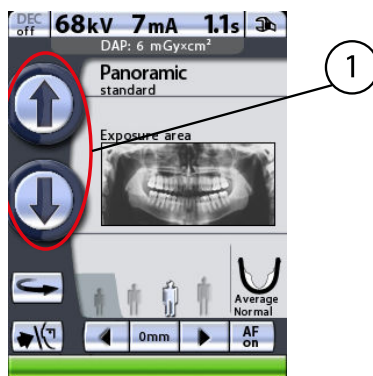 DEC off 68kV 7mA 1.1s
DAP: 6 mGy×cm²
1
Panoramic
standard
Exposure area
Average
Normal
0mm AF on